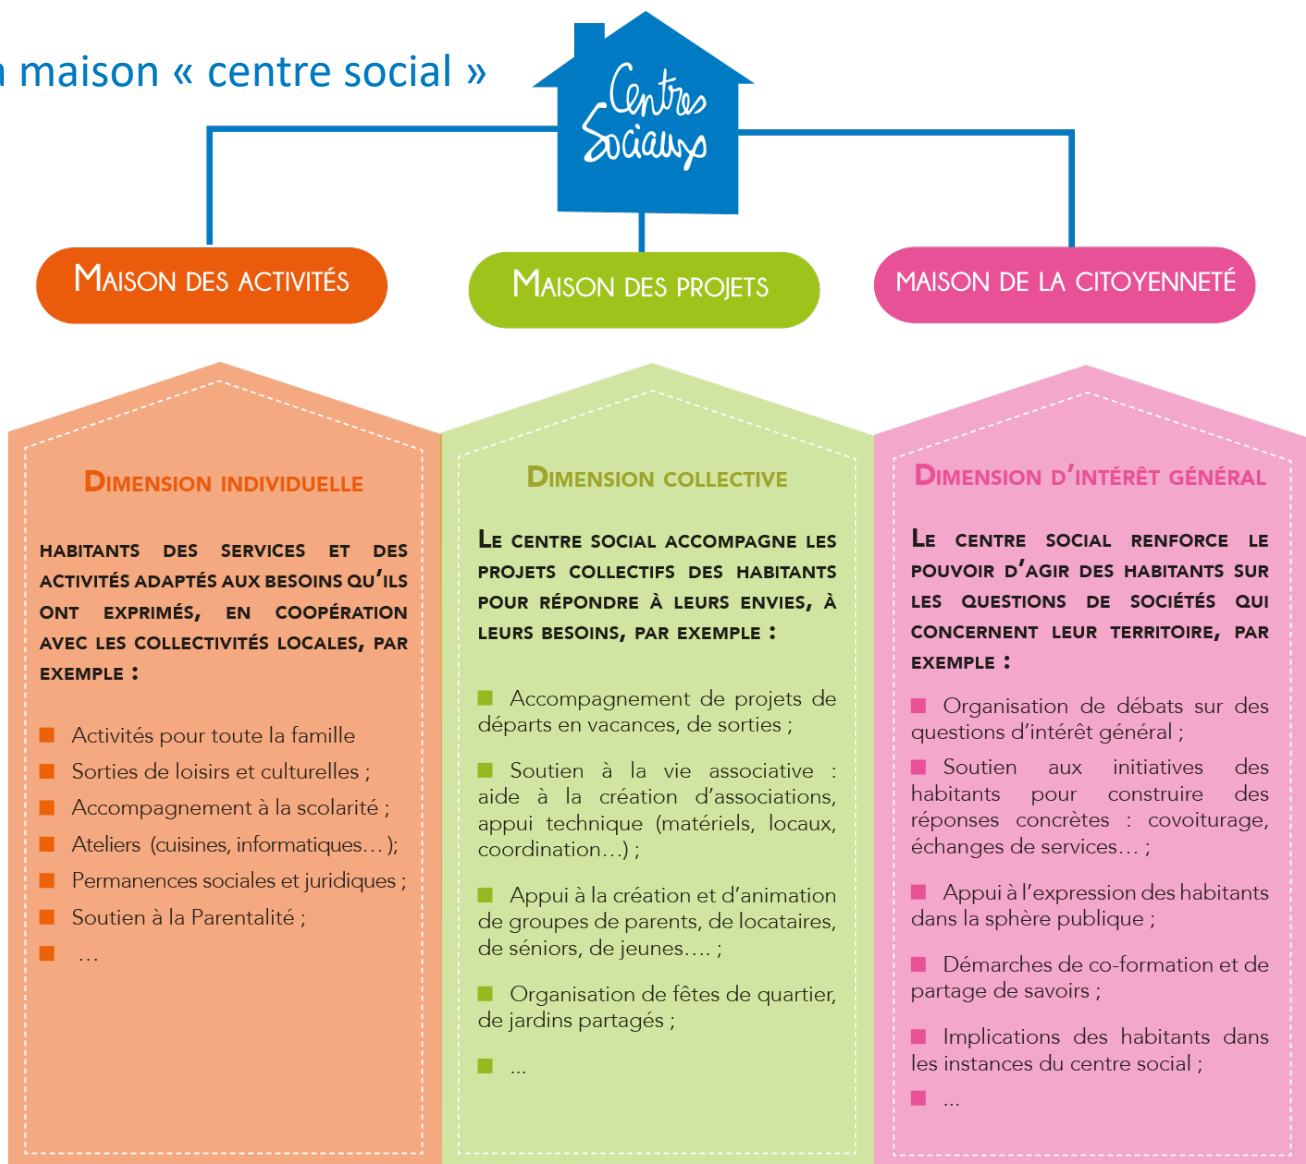 a maison « centre social »
Centres
Sociaux
Maison des activités
Maison des projets
MAISON DE LA CITOYENNETÉ
Dimension individuelle
habitants des services et des
activités adaptés aux besoins qu'ils
ont exprimés, en coopération
avec les collectivités locales, par
exemple :
■ Activités pour toute la famille
■ Sorties de loisirs et culturelles ;
■ Accompagnement à la scolarité ;
■ Ateliers (cuisines, informatiques… );
■ Permanences sociales et juridiques ;
■ Soutien à la Parentalité ;
■ …
Dimension collective
Le centre social accompagne les
projets collectifs des habitants
pour répondre à leurs envies, à
leurs besoins, par exemple :
■ Accompagnement de projets de
départs en vacances, de sorties ;
■ Soutien à la vie associative :
aide à la création d'associations,
appui technique (matériels, locaux,
coordination…) ;
■ Appui à la création et d'animation
de groupes de parents, de locataires,
de séniors, de jeunes…. ;
■ Organisation de fêtes de quartier,
de jardins partagés ;
■ ...
Dimension d'intérêt général
Le centre social renforce le
pouvoir d'agir des habitants sur
les questions de sociétés qui
concernent leur territoire, par
exemple :
■ Organisation de débats sur des
questions d'intérêt général ;
■ Soutien aux initiatives des
habitants pour construire des
réponses concrètes : covoiturage,
échanges de services… ;
■ Appui à l'expression des habitants
dans la sphère publique ;
■ Démarches de co-formation et de
partage de savoirs ;
■ Implications des habitants dans
les instances du centre social ;
■ ...